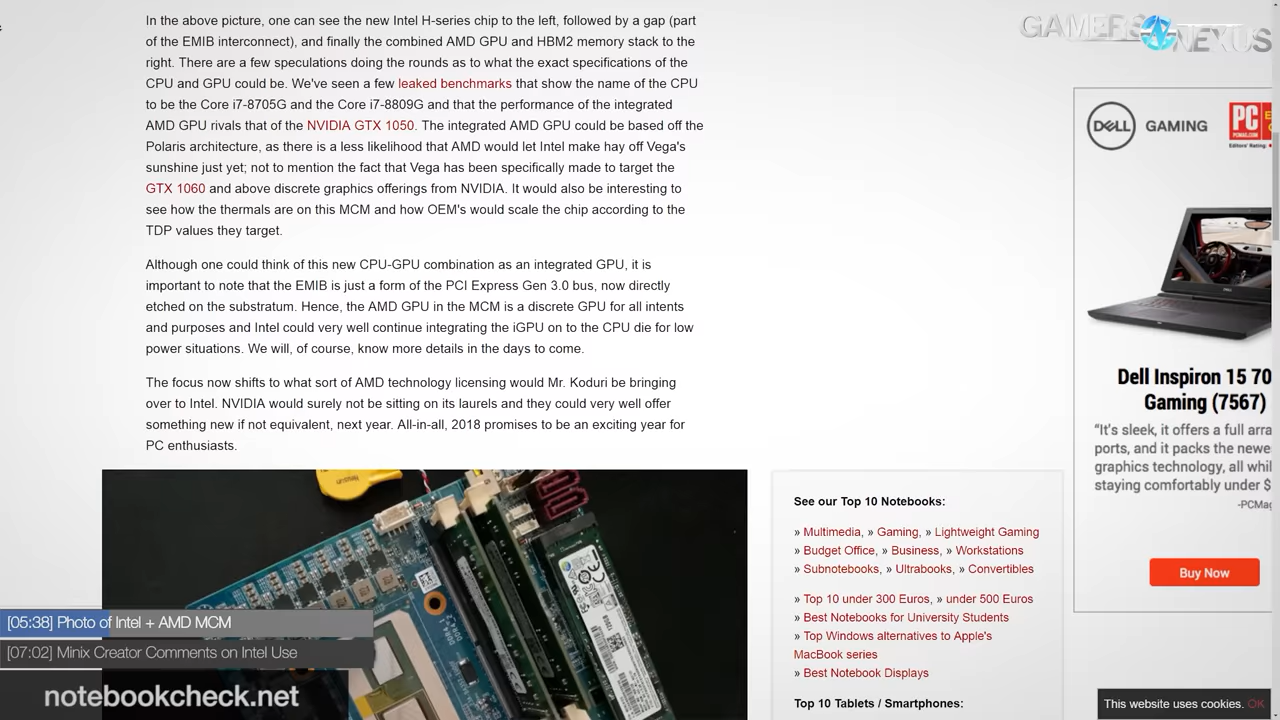 In the above picture, one can see the new Intel H-series chip to the left, followed by a gap (part
of the EMIB interconnect), and finally the combined AMD GPU and HBM2 memory stack to the
right. There are a few speculations doing the rounds as to what the exact specifications of the
CPU and GPU could be. We've seen a few leaked benchmarks that show the name of the CPU
to be the Core i7-8705G and the Core i7-8809G and that the performance of the integrated
AMD GPU rivals that of the NVIDIA GTX 1050. The integrated AMD GPU could be based off the
Polaris architecture, as there is a less likelihood that AMD would let Intel make hay off Vega's
sunshine just yet; not to mention the fact that Vega has been specifically made to target the
GTX 1060 and above discrete graphics offerings from NVIDIA. It would also be interesting to
see how the thermals are on this MCM and how OEM's would scale the chip according to the
TDP values they target.
Although one could think of this new CPU-GPU combination as an integrated GPU, it is
important to note that the EMIB is just a form of the PCI Express Gen 3.0 bus, now directly
etched on the substratum. Hence, the AMD GPU in the MCM is a discrete GPU for all intents
and purposes and Intel could very well continue integrating the iGPU on to the CPU die for low
power situations. We will, of course, know more details in the days to come.
The focus now shifts to what sort of AMD technology licensing would Mr. Koduri be bringing
over to Intel. NVIDIA would surely not be sitting on its laurels and they could very well offer
something new if not equivalent, next year. All-in-all, 2018 promises to be an exciting year for
PC enthusiasts.
GAMERS NEXUS
DELL GAMING
PC
PCMAG.COM
Editors' Rating:
Dell Inspiron 15 70
Gaming (7567)
“It's sleek, it offers a full arra
ports, and it packs the newe
graphics technology, all whil
staying comfortably under $
-PCMag
Buy Now
See our Top 10 Notebooks:
» Multimedia, » Gaming, » Lightweight Gaming
» Budget Office, » Business, » Workstations
» Subnotebooks, » Ultrabooks, » Convertibles
» Top 10 under 300 Euros, » under 500 Euros
» Best Notebooks for University Students
» Top Windows alternatives to Apple's
MacBook series
» Best Notebook Displays
Top 10 Tablets / Smartphones:
[05:38] Photo of Intel + AMD MCM
[07:02] Minix Creator Comments on Intel Use
notebookcheck.net
This website uses cookies. OK